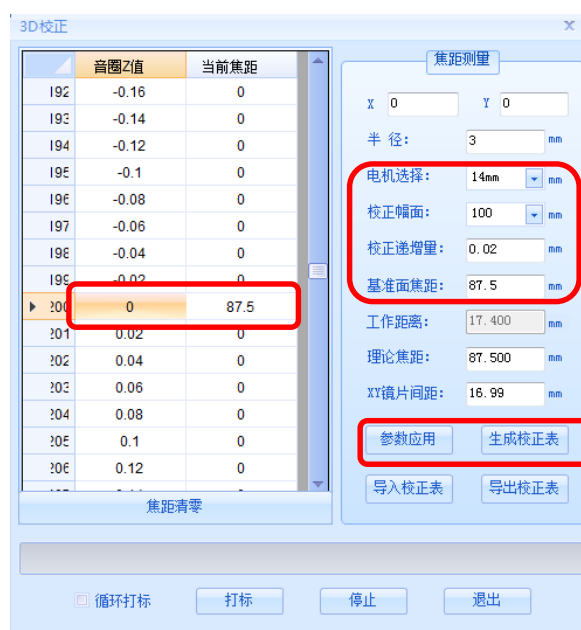 3D校正 x
音圈Z值 当前焦距
192 -0.16 0
193 -0.14 0
194 -0.12 0
195 -0.1 0
196 -0.08 0
197 -0.06 0
198 -0.04 0
199 -0.02 0
200 0 87.5
201 0.02 0
202 0.04 0
203 0.06 0
204 0.08 0
205 0.1 0
206 0.12 0
焦距清零
焦距测量
X 0 Y 0
半 径: 3 mm
电机选择: 14mm mm
校正幅面: 100 mm
校正递增量: 0.02 mm
基准面焦距: 87.5 mm
工作距离: 17.400 mm
理论焦距: 87.500 mm
XY镜片间距: 16.99 mm
参数应用 生成校正表
导入校正表 导出校正表
循环打标 打标 停止 退出